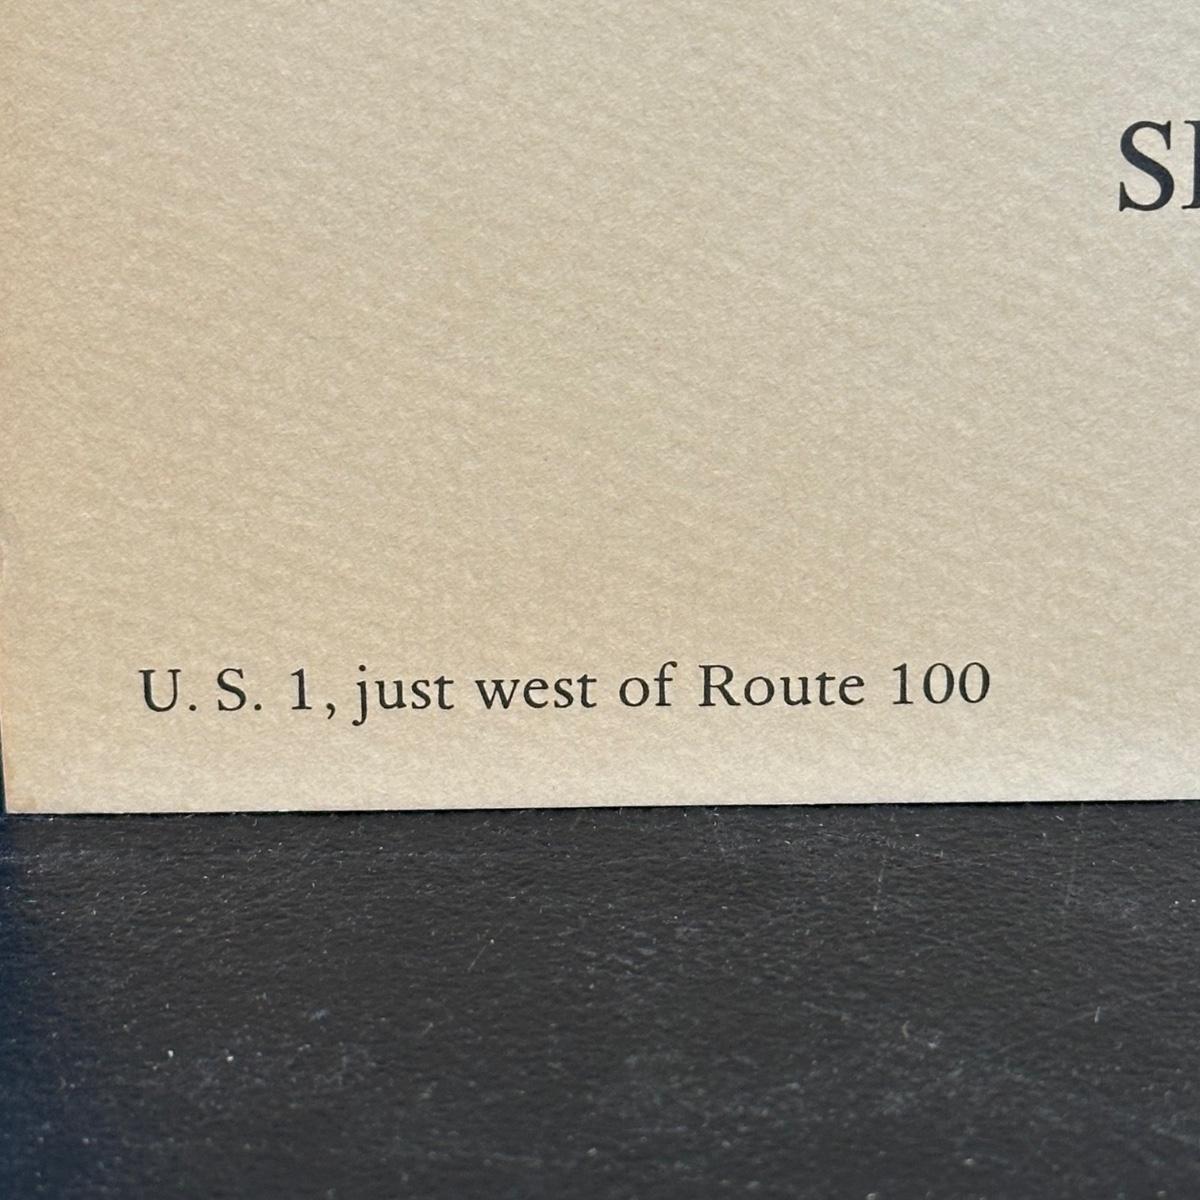 U. S. 1, just west of Route 100